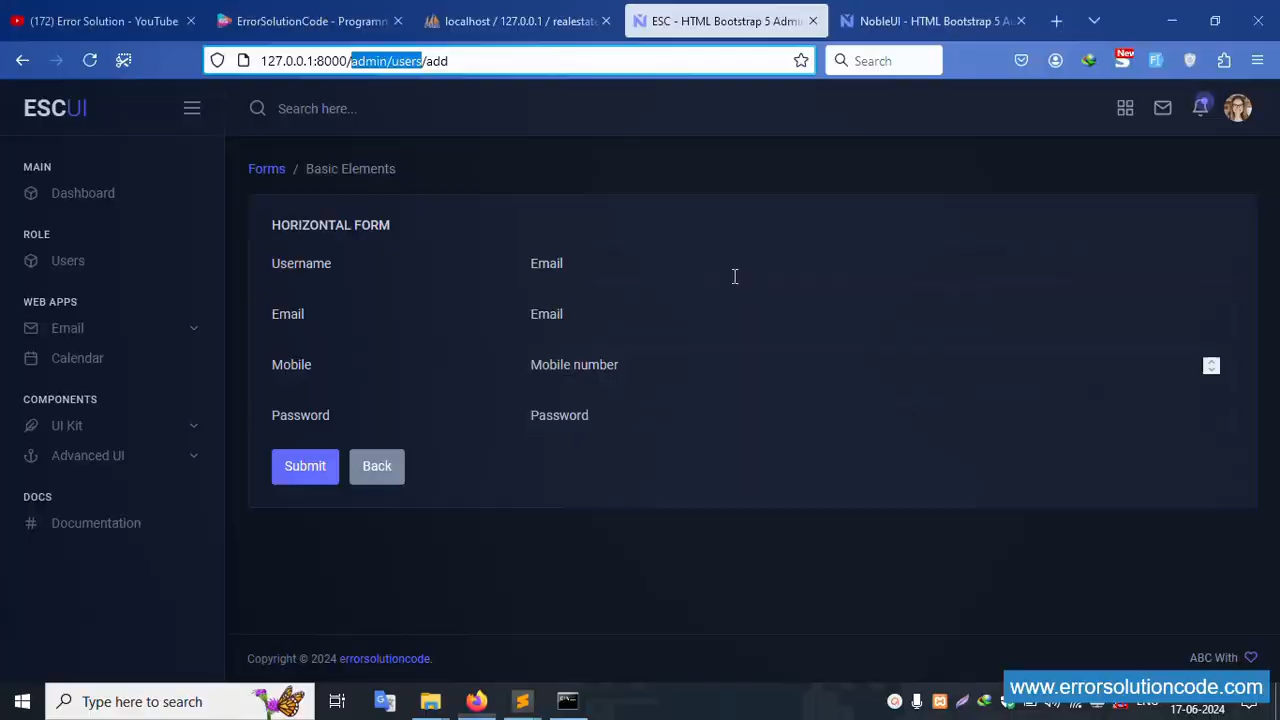 (172) Error Solution - YouTube
ErrorSolutionCode - Programm
localhost / 127.0.0.1 / realestate
ESC - HTML Bootstrap 5 Admi
NobleUI - HTML Bootstrap 5 A
127.0.0.1:8000/admin/users/add
Search
New
ESCUI
Search here...
MAIN
Dashboard
ROLE
Users
WEB APPS
Email
Calendar
COMPONENTS
UI Kit
Advanced UI
DOCS
Documentation
Forms / Basic Elements
HORIZONTAL FORM
Username Email
Email Email
Mobile Mobile number
Password Password
Submit Back
Copyright © 2024 errorsolutioncode.
ABC With
www.errorsolutioncode.com
Type here to search
17-06-2024